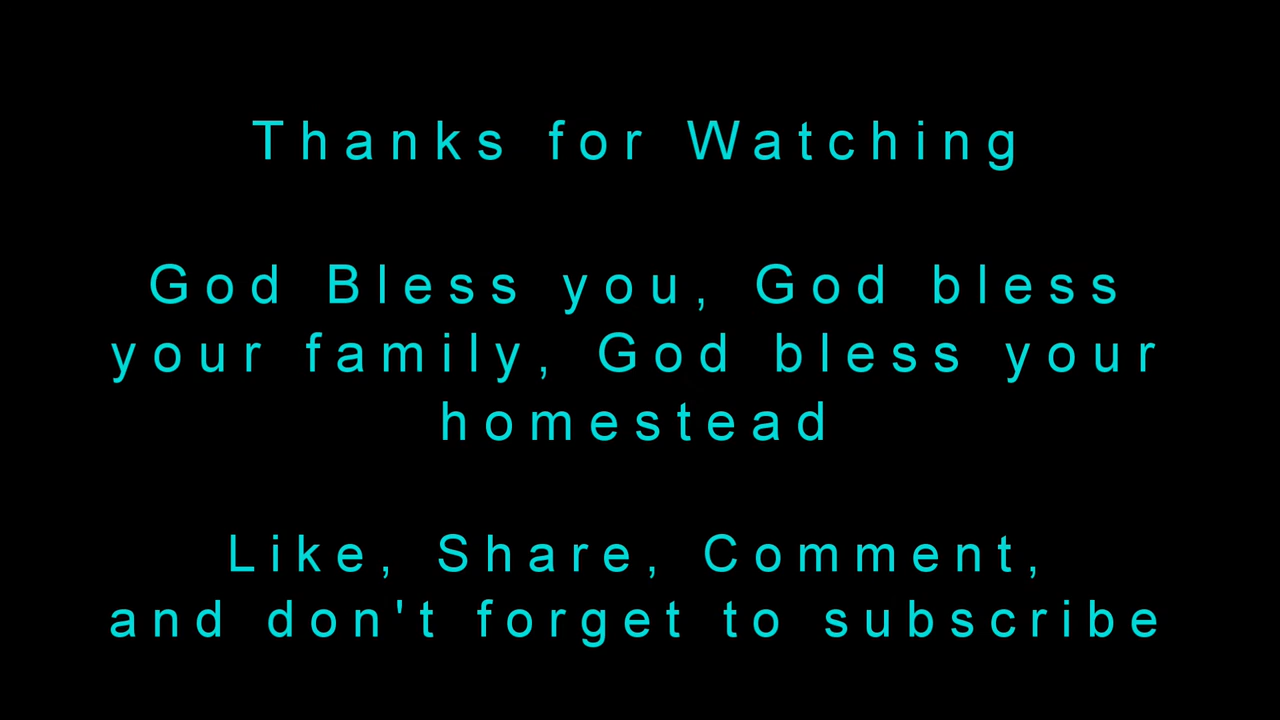 Thanks for Watching
God Bless you, God bless
your family, God bless your
homestead
Like, Share, Comment,
and don't forget to subscribe